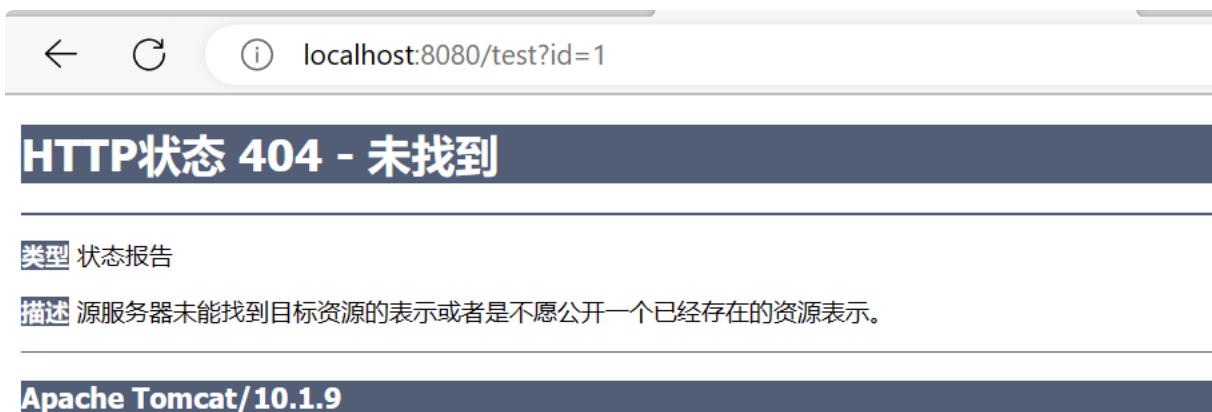 localhost:8080/test?id=1
HTTP状态 404 - 未找到
类型 状态报告
描述 源服务器未能找到目标资源的表示或者是不愿公开一个已经存在的资源表示。
Apache Tomcat/10.1.9